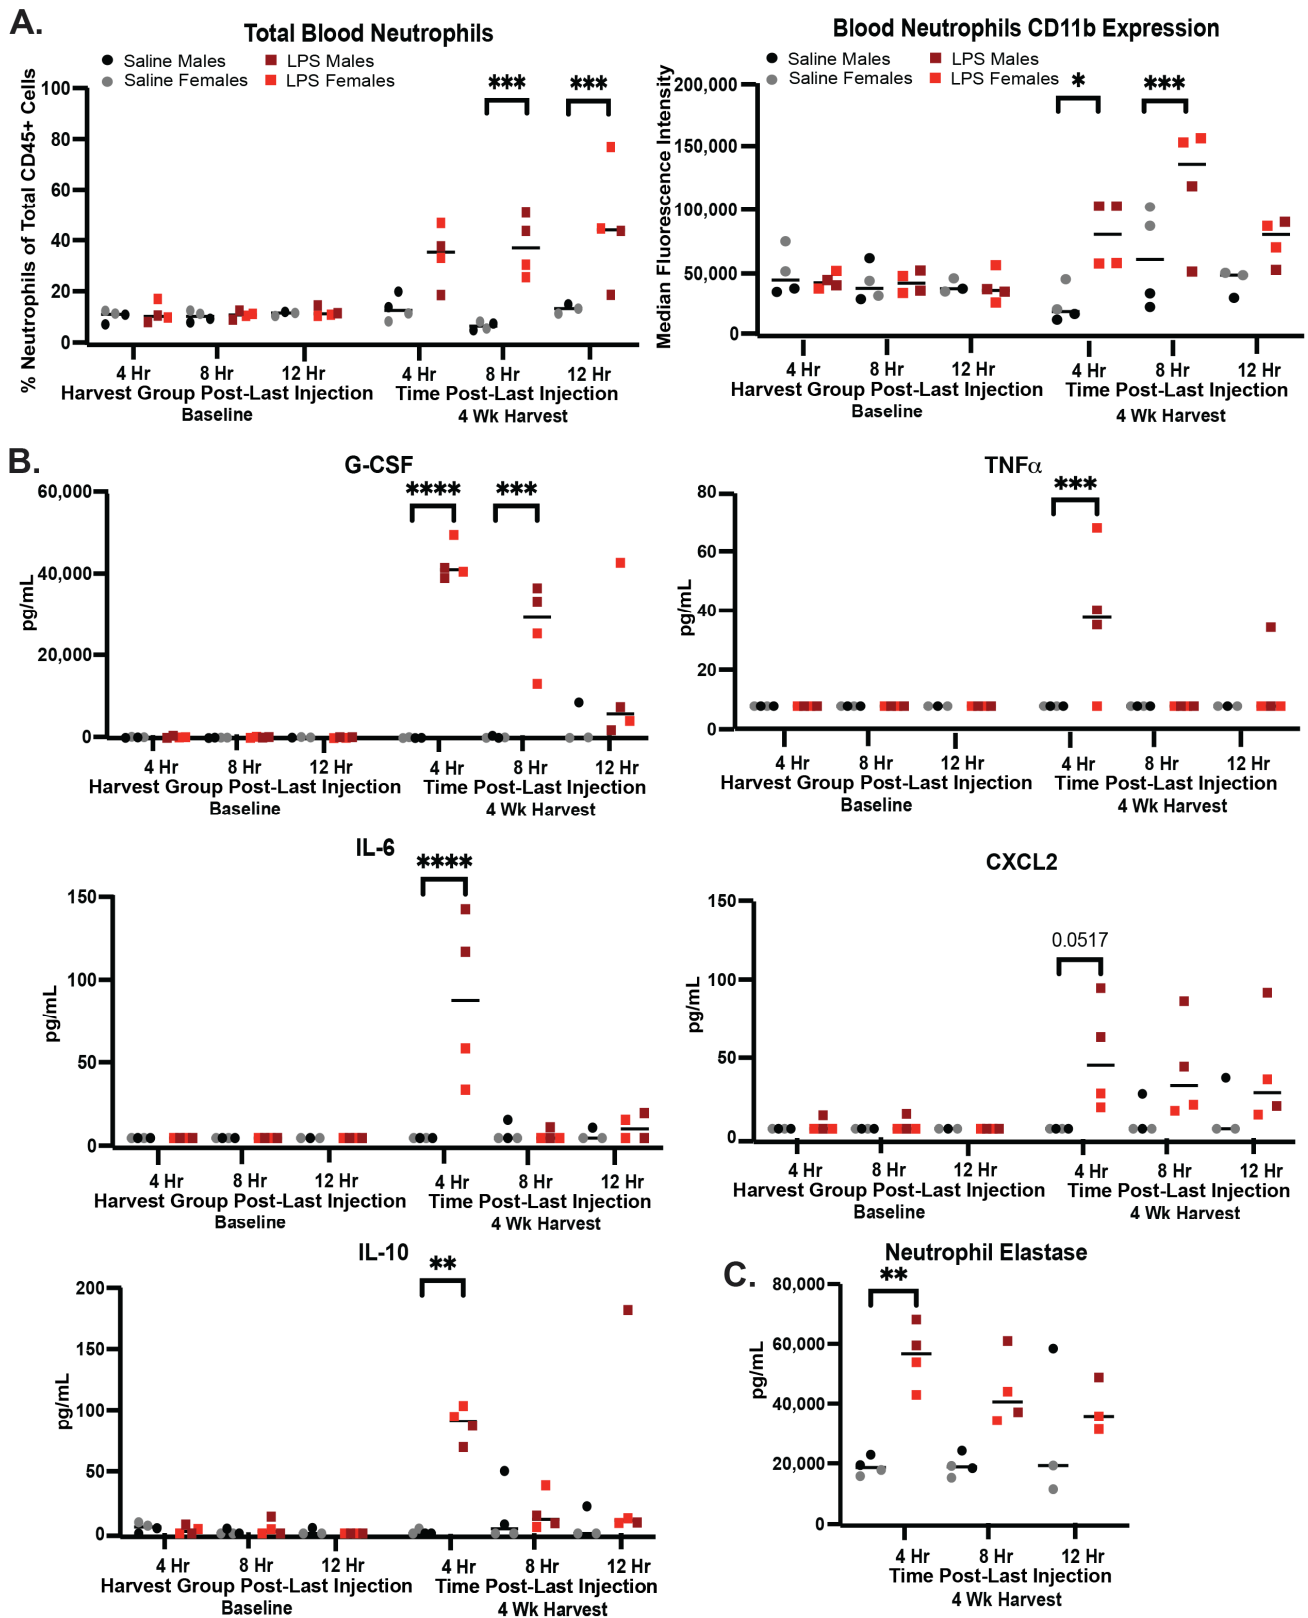 A.
Total Blood Neutrophils
Saline Males
LPS Males
Saline Females
LPS Females
% Neutrophils of Total CD45+ Cells
100
80
60
40
20
0
***
***
4 Hr
8 Hr
12 Hr
4 Hr
8 Hr
12 Hr
Harvest Group Post-Last Injection
Time Post-Last Injection
Baseline
4 Wk Harvest
Blood Neutrophils CD11b Expression
Saline Males
LPS Males
Saline Females
LPS Females
Median Fluorescence Intensity
200,000
150,000
100,000
50,000
0
*
***
4 Hr
8 Hr
12 Hr
4 Hr
8 Hr
12 Hr
Harvest Group Post-Last Injection
Time Post-Last Injection
Baseline
4 Wk Harvest
B.
G-CSF
pg/mL
60,000
40,000
20,000
0
****
***
4 Hr
8 Hr
12 Hr
4 Hr
8 Hr
12 Hr
Harvest Group Post-Last Injection
Time Post-Last Injection
Baseline
4 Wk Harvest
TNFα
pg/mL
80
60
40
20
0
***
4 Hr
8 Hr
12 Hr
4 Hr
8 Hr
12 Hr
Harvest Group Post-Last Injection
Time Post-Last Injection
Baseline
4 Wk Harvest
IL-6
pg/mL
150
100
50
0
****
4 Hr
8 Hr
12 Hr
4 Hr
8 Hr
12 Hr
Harvest Group Post-Last Injection
Time Post-Last Injection
Baseline
4 Wk Harvest
CXCL2
pg/mL
150
100
50
0
0.0517
4 Hr
8 Hr
12 Hr
4 Hr
8 Hr
12 Hr
Harvest Group Post-Last Injection
Time Post-Last Injection
Baseline
4 Wk Harvest
IL-10
pg/mL
200
150
100
50
0
**
4 Hr
8 Hr
12 Hr
4 Hr
8 Hr
12 Hr
Harvest Group Post-Last Injection
Time Post-Last Injection
Baseline
4 Wk Harvest
C.
Neutrophil Elastase
pg/mL
80,000
60,000
40,000
20,000
0
**
4 Hr
8 Hr
12 Hr
Time Post-Last Injection
4 Wk Harvest